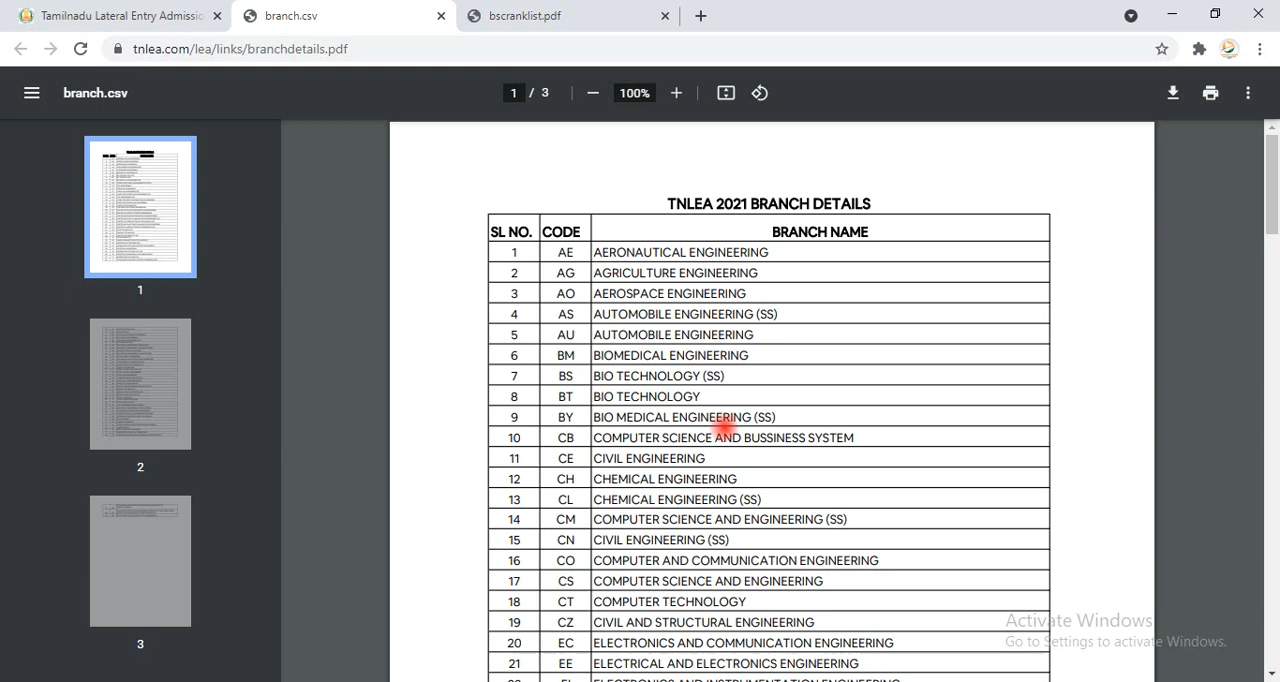 Tamilnadu Lateral Entry Admissio
branch.csv
bscranklist.pdf
tnlea.com/lea/links/branchdetails.pdf
branch.csv
1 / 3
100%
TNLEA 2021 BRANCH DETAILS
SL NO. CODE BRANCH NAME
1 AE AERONAUTICAL ENGINEERING
2 AG AGRICULTURE ENGINEERING
3 AO AEROSPACE ENGINEERING
4 AS AUTOMOBILE ENGINEERING (SS)
5 AU AUTOMOBILE ENGINEERING
6 BM BIOMEDICAL ENGINEERING
7 BS BIO TECHNOLOGY (SS)
8 BT BIO TECHNOLOGY
9 BY BIO MEDICAL ENGINEERING (SS)
10 CB COMPUTER SCIENCE AND BUSSINESS SYSTEM
11 CE CIVIL ENGINEERING
12 CH CHEMICAL ENGINEERING
13 CL CHEMICAL ENGINEERING (SS)
14 CM COMPUTER SCIENCE AND ENGINEERING (SS)
15 CN CIVIL ENGINEERING (SS)
16 CO COMPUTER AND COMMUNICATION ENGINEERING
17 CS COMPUTER SCIENCE AND ENGINEERING
18 CT COMPUTER TECHNOLOGY
19 CZ CIVIL AND STRUCTURAL ENGINEERING
20 EC ELECTRONICS AND COMMUNICATION ENGINEERING
21 EE ELECTRICAL AND ELECTRONICS ENGINEERING
1
2
3
Activate Windows
Go to Settings to activate Windows.